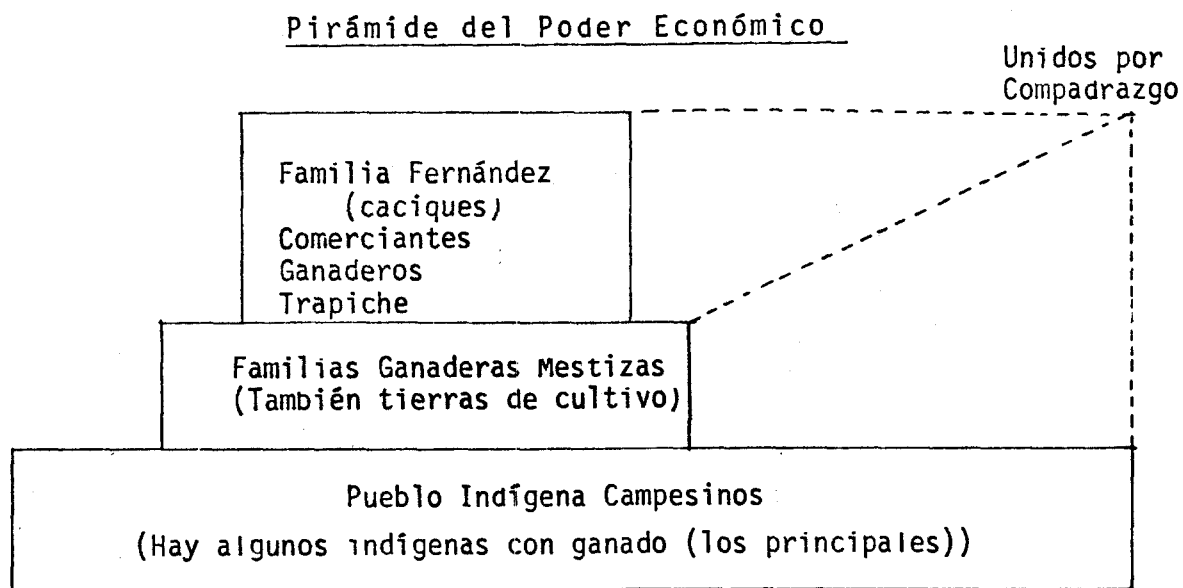 Pirámide del Poder Económico
Unidos por
Compadrazgo
Familia Fernández
(caciques)
Comerciantes
Ganaderos
Trapiche
Familias Ganaderas Mestizas
(También tierras de cultivo)
Pueblo Indígena Campesinos
(Hay algunos indígenas con ganado (los principales))